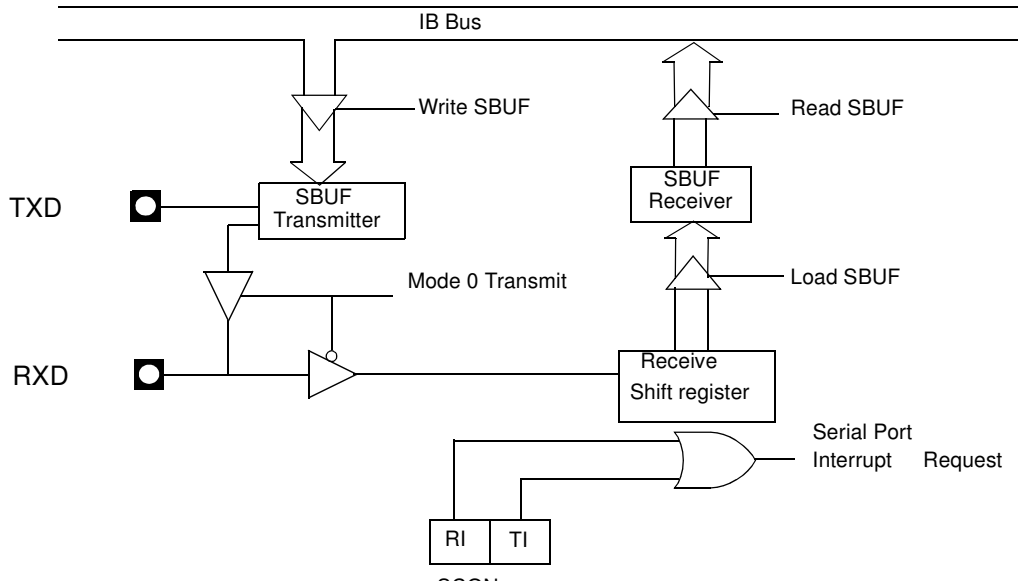 IB Bus
Write SBUF
Read SBUF
TXD
SBUF
Transmitter
SBUF
Receiver
Mode 0 Transmit
Load SBUF
RXD
Receive
Shift register
Serial Port
Interrupt Request
RI TI